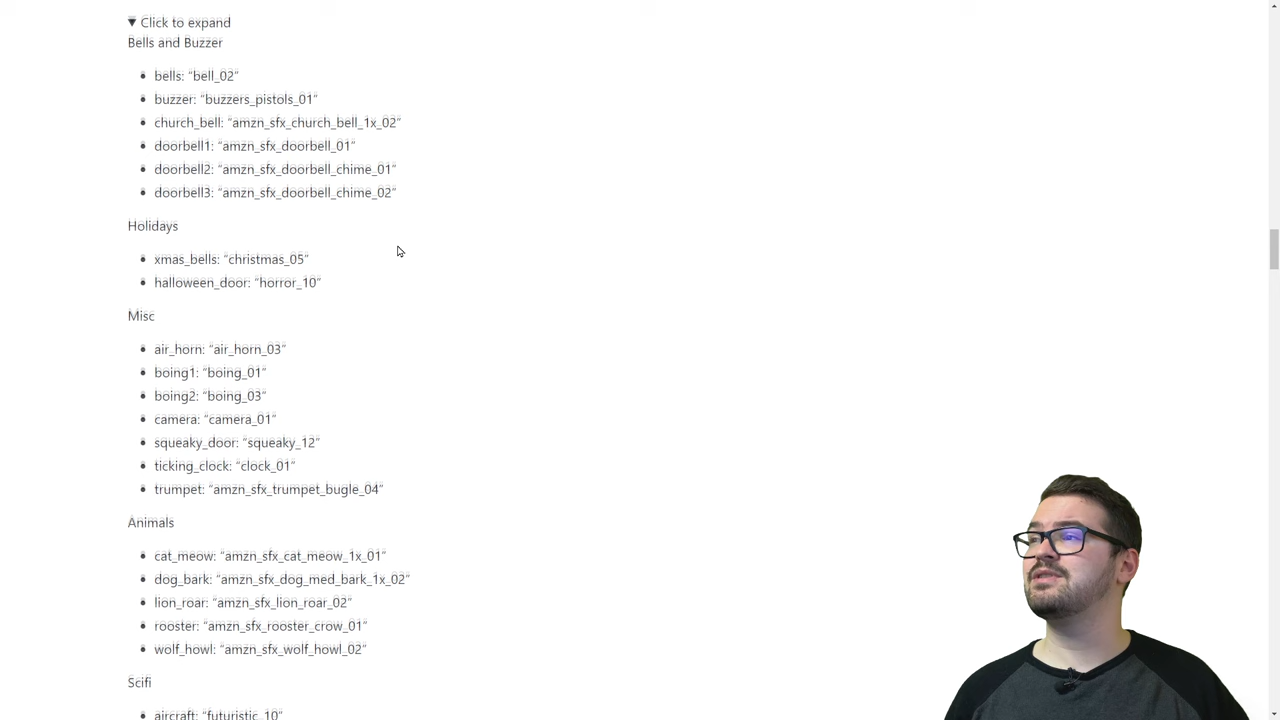 ▼ Click to expand
Bells and Buzzer
• bells: “bell_02”
• buzzer: “buzzers_pistols_01”
• church_bell: “amzn_sfx_church_bell_1x_02”
• doorbell1: “amzn_sfx_doorbell_01”
• doorbell2: “amzn_sfx_doorbell_chime_01”
• doorbell3: “amzn_sfx_doorbell_chime_02”
Holidays
• xmas_bells: “christmas_05”
• halloween_door: “horror_10”
Misc
• air_horn: “air_horn_03”
• boing1: “boing_01”
• boing2: “boing_03”
• camera: “camera_01”
• squeaky_door: “squeaky_12”
• ticking_clock: “clock_01”
• trumpet: “amzn_sfx_trumpet_bugle_04”
Animals
• cat_meow: “amzn_sfx_cat_meow_1x_01”
• dog_bark: “amzn_sfx_dog_med_bark_1x_02”
• lion_roar: “amzn_sfx_lion_roar_02”
• rooster: “amzn_sfx_rooster_crow_01”
• wolf_howl: “amzn_sfx_wolf_howl_02”
Scifi
• aircraft: “futuristic_10”